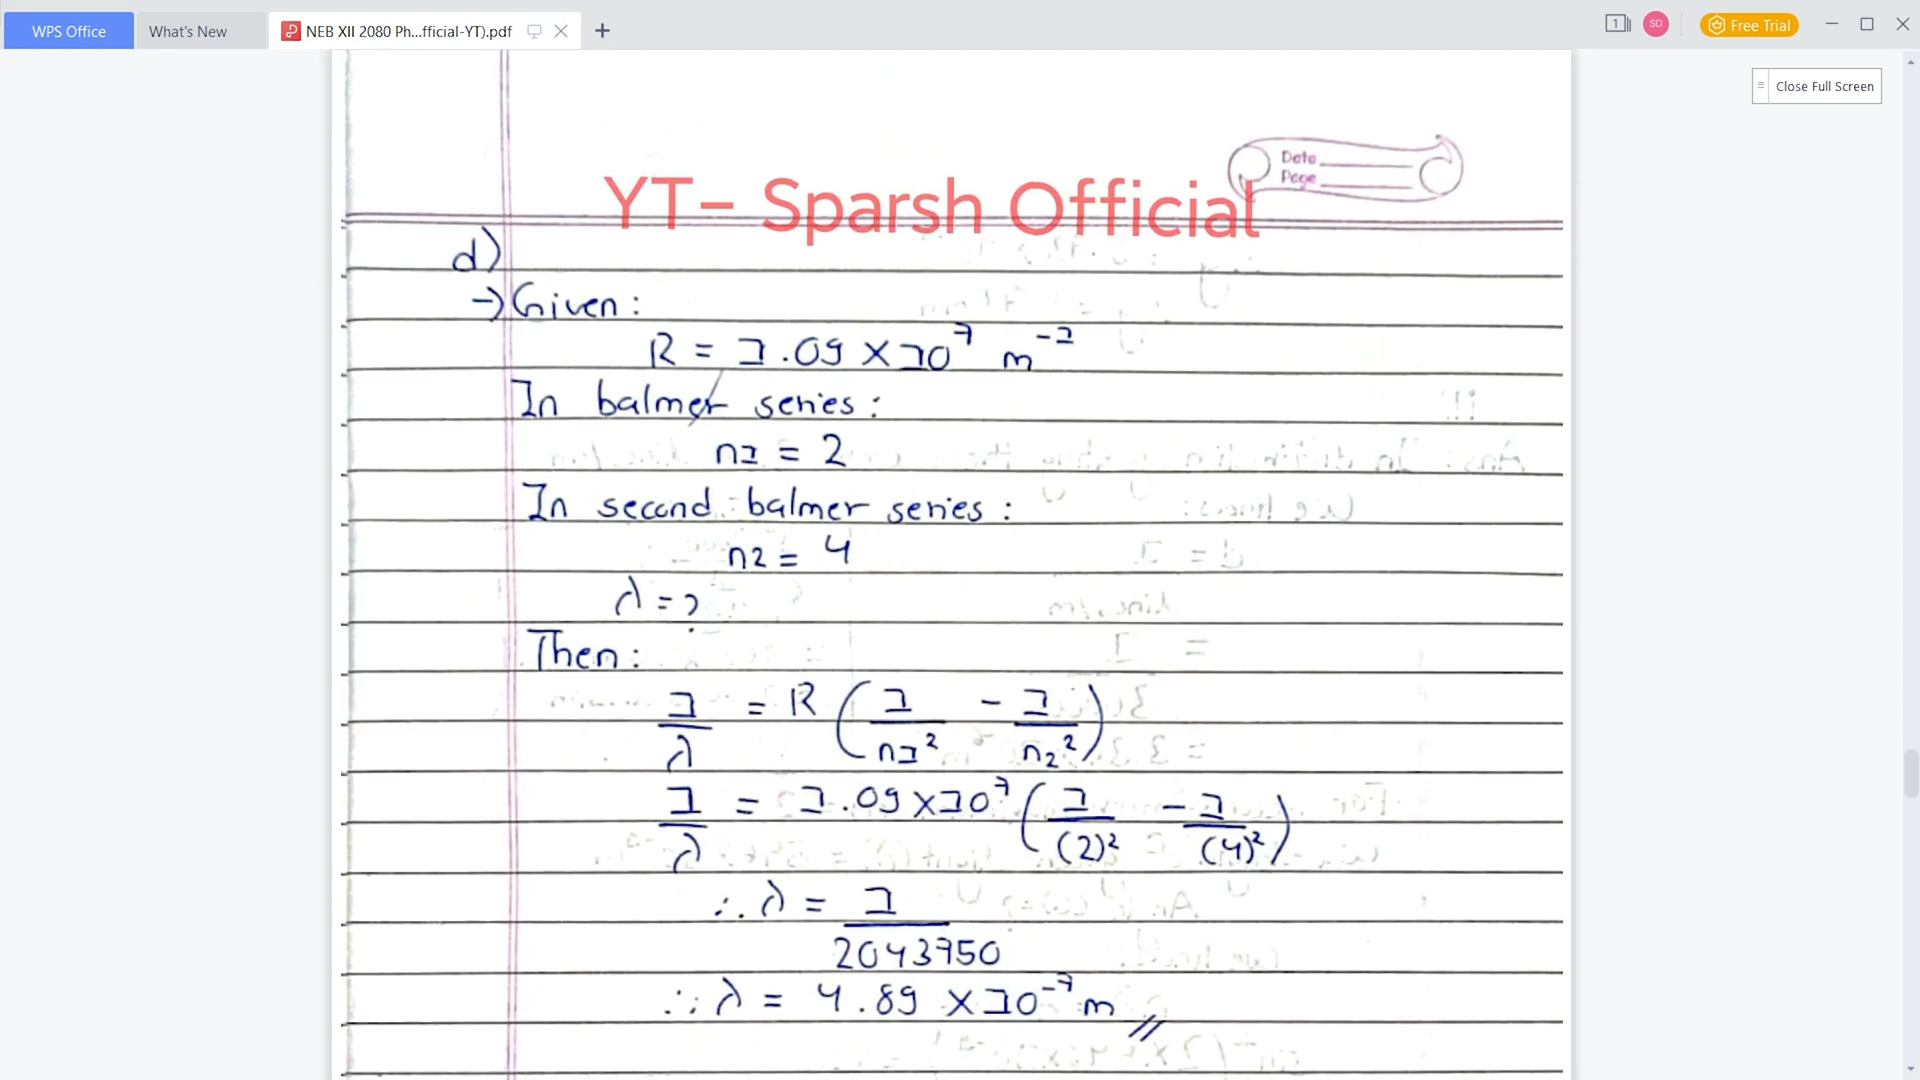 WPS Office
What's New
NEB XII 2080 Ph...fficial-YT).pdf
1
SD
Free Trial
Close Full Screen
Date
Page
YT- Sparsh Official
d)
→ Given:
R = 1.09 × 10⁷ m⁻¹
In balmer series:
n1 = 2
In second balmer series:
n2 = 4
λ = ?
Then:
1/λ = R (1/n1² - 1/n2²)
1/λ = 1.09 × 10⁷ (1/(2)² - 1/(4)²)
∴ λ = 1/2043750
∴ λ = 4.89 × 10⁻⁷ m